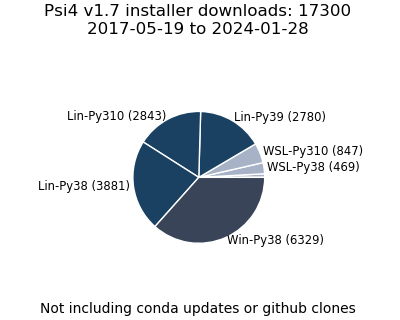 Psi4 v1.7 installer downloads: 17300
2017-05-19 to 2024-01-28
Lin-Py310 (2843)
Lin-Py39 (2780)
WSL-Py310 (847)
WSL-Py38 (469)
Lin-Py38 (3881)
Win-Py38 (6329)
Not including conda updates or github clones